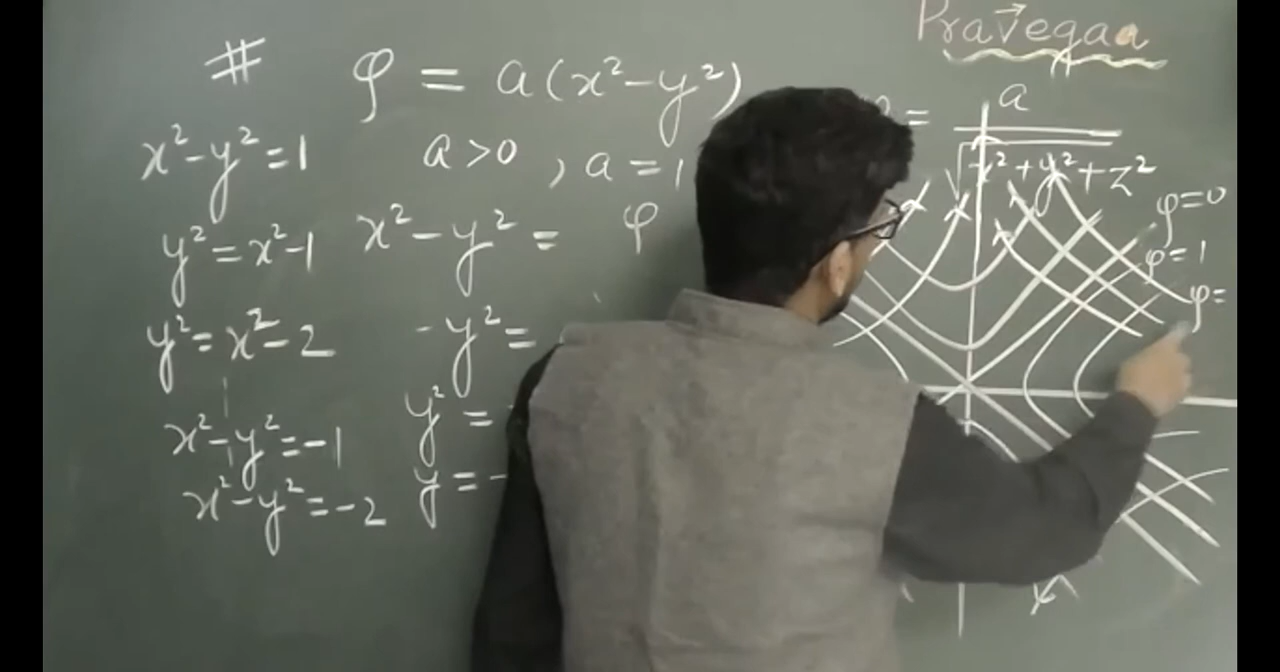 Pravegaa
# φ = a(x²-y²)
x²-y²=1
a>0, a=1
= a
√x²+y²+z²
y²=x²-1
x²-y²= φ
φ=0
φ=1
φ=
y²=x²-2
-y²=
x²-y²=-1
y²=
x²-y²=-2
y=-